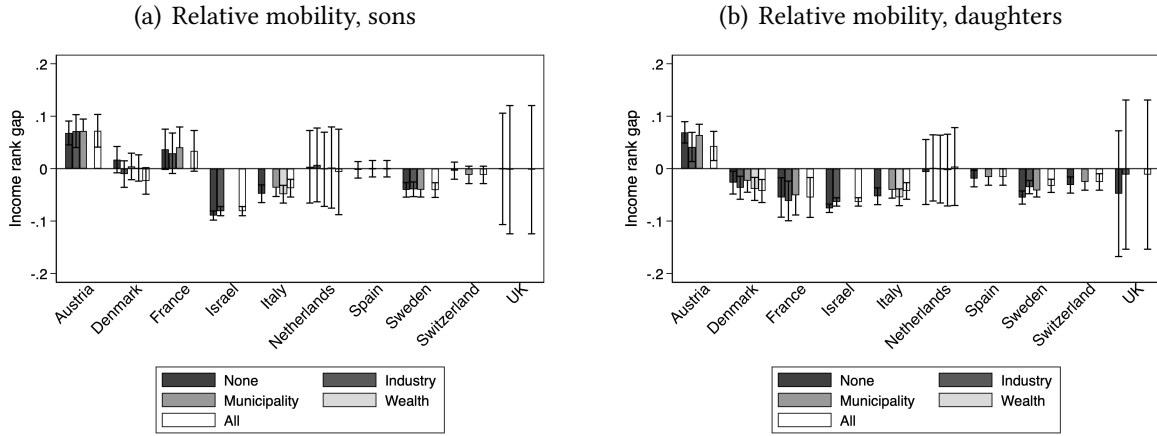 (a) Relative mobility, sons
.2
.1
0
-.1
-.2
Income rank gap
Austria
Denmark
France
Israel
Italy
Netherlands
Spain
Sweden
Switzerland
UK
None
Industry
Municipality
Wealth
All
(b) Relative mobility, daughters
.2
.1
0
-.1
-.2
Income rank gap
Austria
Denmark
France
Israel
Italy
Netherlands
Spain
Sweden
Switzerland
UK
None
Industry
Municipality
Wealth
All